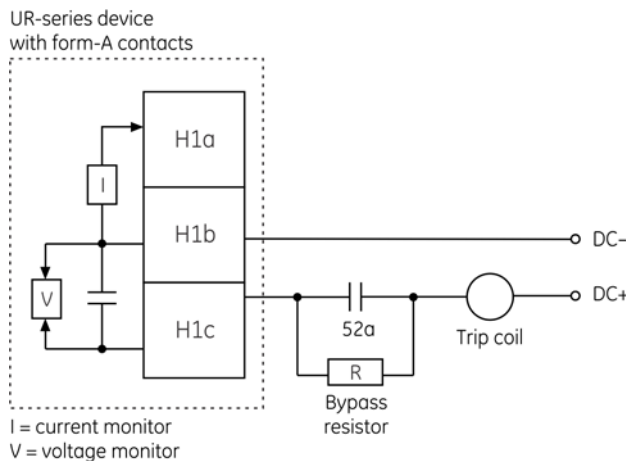 UR-series device
with form-A contacts
H1a
I
H1b
DC–
V
H1c
52a
DC+
Trip coil
R
Bypass
resistor
I = current monitor
V = voltage monitor